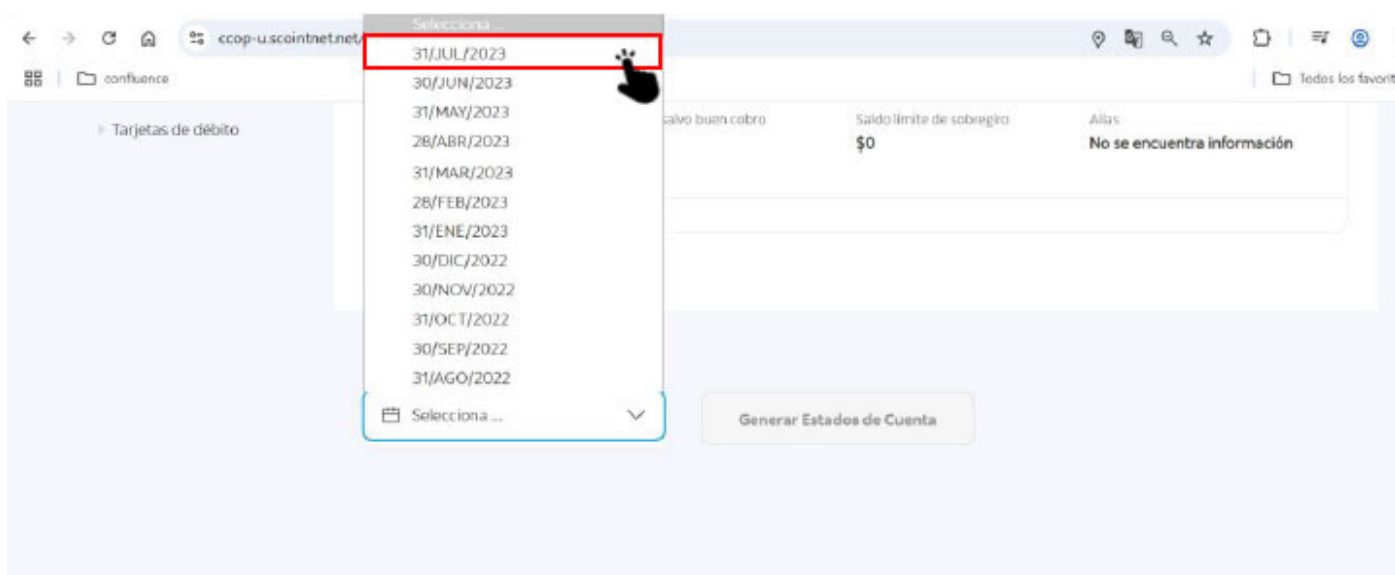 Selecciona ...
ccop-u.scointnet.net/
31/JUL/2023
confluence
30/JUN/2023
Todos los favorit
31/MAY/2023
Tarjetas de débito
salvo buen cobro
Saldo límite de sobregiro
Alias
28/ABR/2023
$0
No se encuentra información
31/MAR/2023
28/FEB/2023
31/ENE/2023
30/DIC/2022
30/NOV/2022
31/OCT/2022
30/SEP/2022
31/AGO/2022
Selecciona ...
Generar Estados de Cuenta